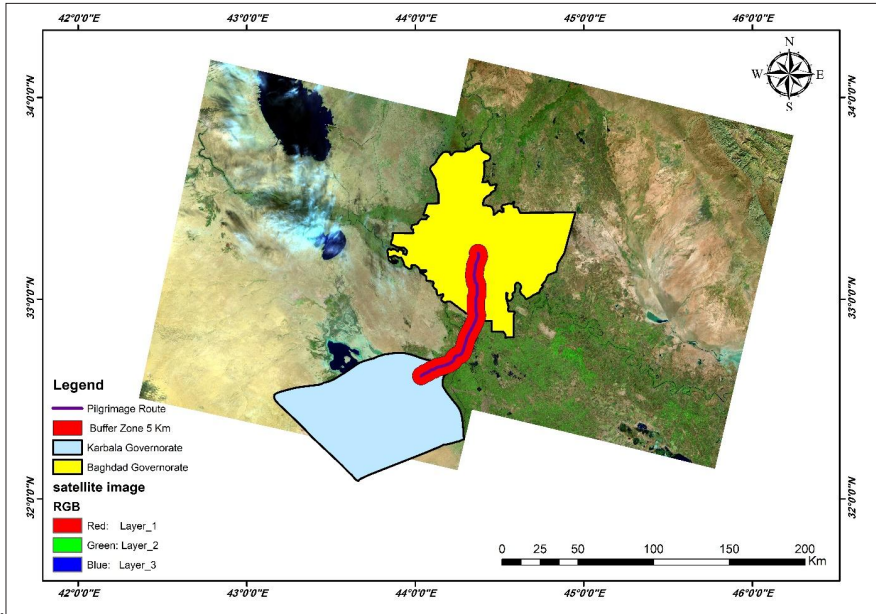 42°0'0"E 43°0'0"E 44°0'0"E 45°0'0"E 46°0'0"E
N
W E
S
34°0'0"N 34°0'0"N
33°0'0"N 33°0'0"N
32°0'0"N 32°0'0"N
Legend
Pilgrimage Route
Buffer Zone 5 Km
Karbala Governorate
Baghdad Governorate
satellite image
RGB
Red: Layer_1
Green: Layer_2
Blue: Layer_3
0 25 50 100 150 200
Km
42°0'0"E 43°0'0"E 44°0'0"E 45°0'0"E 46°0'0"E